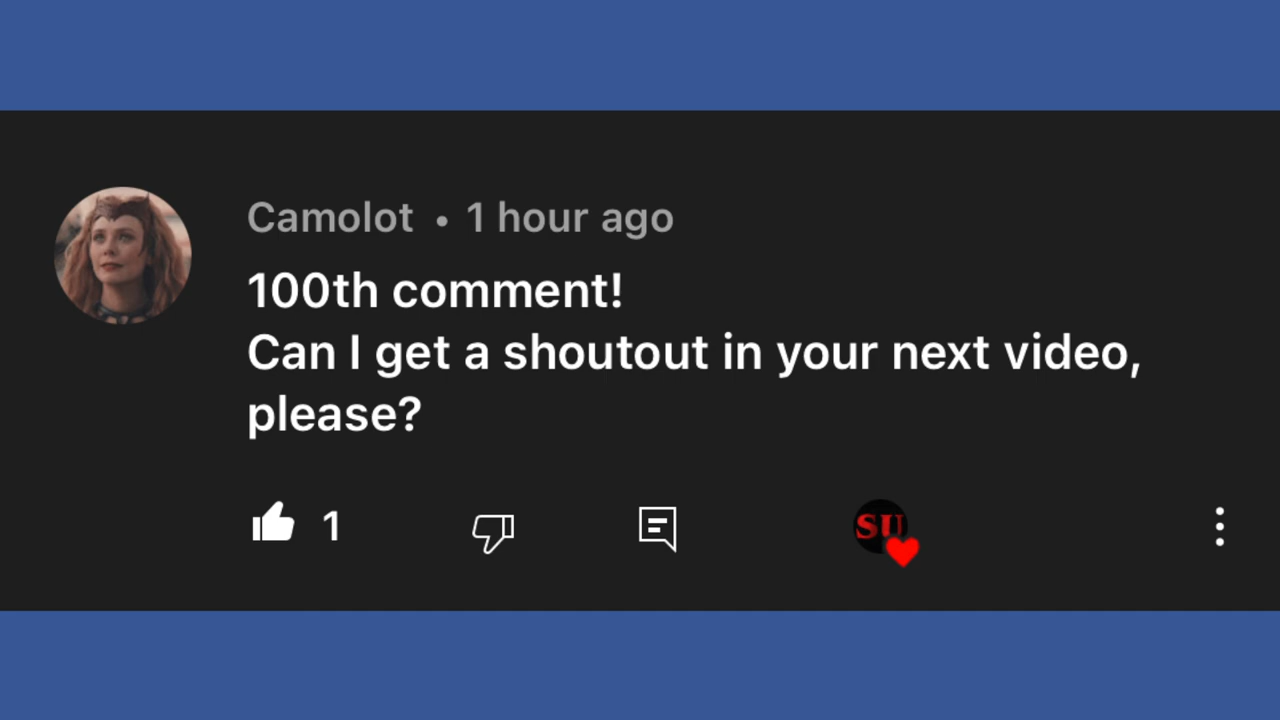 Camolot • 1 hour ago
100th comment!
Can I get a shoutout in your next video,
please?
1
SU